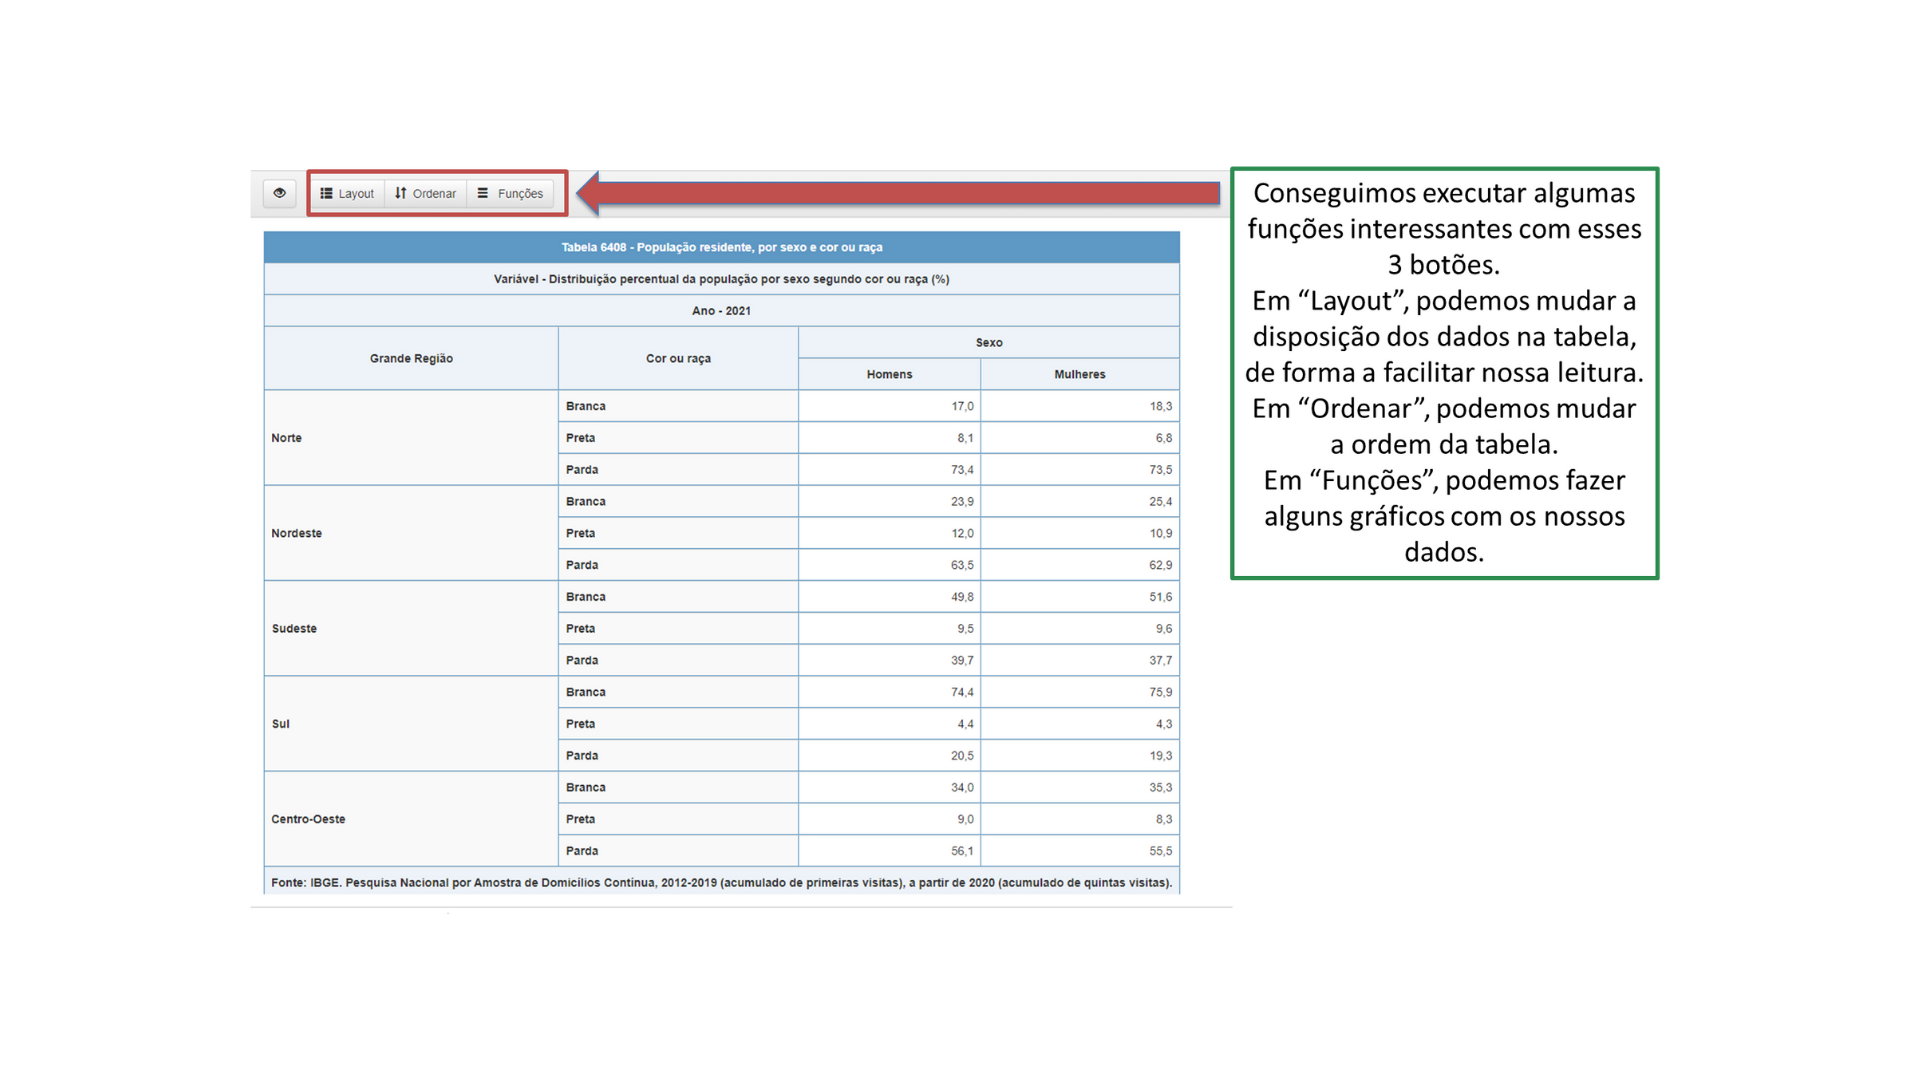 Layout Ordenar Funções
Tabela 6408 - População residente, por sexo e cor ou raça
Variável - Distribuição percentual da população por sexo segundo cor ou raça (%)
Ano - 2021
Grande Região Cor ou raça Sexo
Homens Mulheres
Norte Branca 17,0 18,3
Preta 8,1 6,8
Parda 73,4 73,5
Nordeste Branca 23,9 25,4
Preta 12,0 10,9
Parda 63,5 62,9
Sudeste Branca 49,8 51,6
Preta 9,5 9,6
Parda 39,7 37,7
Sul Branca 74,4 75,9
Preta 4,4 4,3
Parda 20,5 19,3
Centro-Oeste Branca 34,0 35,3
Preta 9,0 8,3
Parda 56,1 55,5
Fonte: IBGE. Pesquisa Nacional por Amostra de Domicílios Contínua, 2012-2019 (acumulado de primeiras visitas), a partir de 2020 (acumulado de quintas visitas).
Conseguimos executar algumas
funções interessantes com esses
3 botões.
Em “Layout”, podemos mudar a
disposição dos dados na tabela,
de forma a facilitar nossa leitura.
Em “Ordenar”, podemos mudar
a ordem da tabela.
Em “Funções”, podemos fazer
alguns gráficos com os nossos
dados.